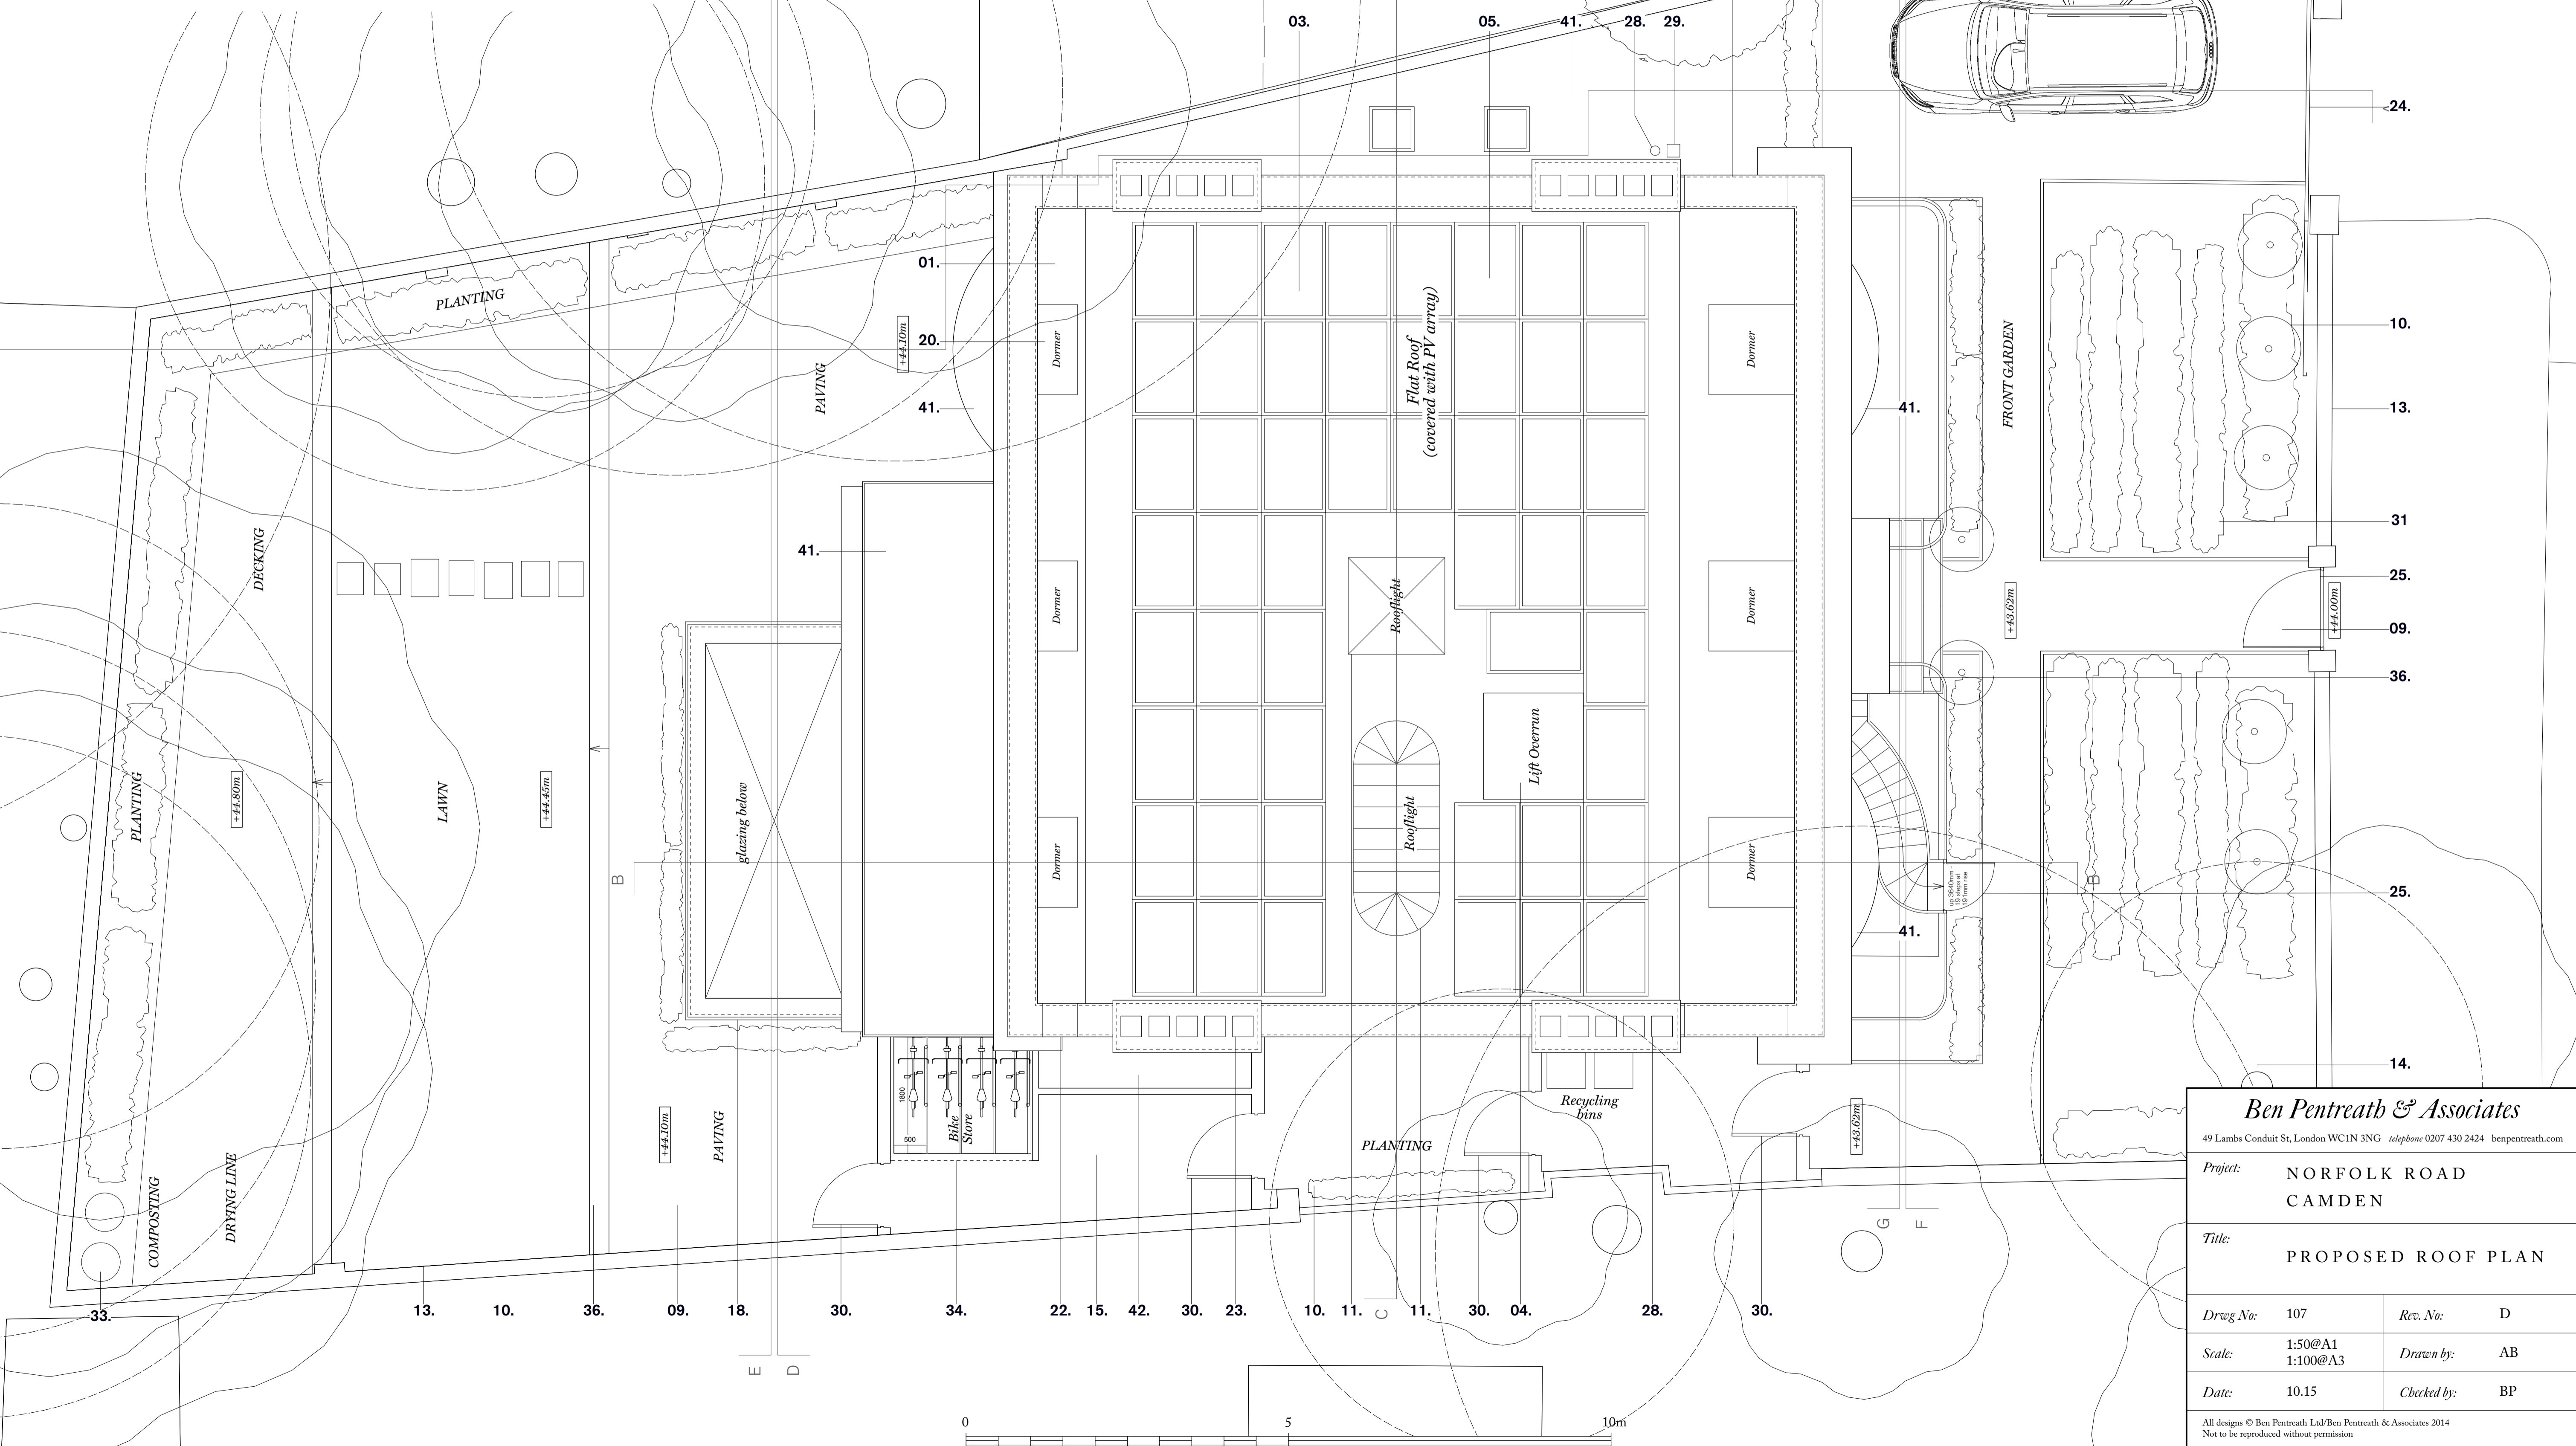 03.
05.
41.
28.
29.
24.
01.
20.
41.
41.
41.
10.
13.
31
25.
09.
36.
25.
41.
14.
PLANTING
+44.10m
PAVING
Dormer
Flat Roof
(covered with PV array)
Dormer
FRONT GARDEN
DECKING
Dormer
Rooflight
Dormer
+43.62m
+44.00m
PLANTING
+44.80m
LAWN
+44.45m
glazing below
Lift Overrun
Rooflight
Dormer
Dormer
B
B
up 3640mm
19 steps at
191mm rise
COMPOSTING
DRYING LINE
+44.10m
PAVING
1800
500
Bike
Store
PLANTING
Recycling
bins
+43.62m
G
F
33.
13.
10.
36.
09.
18.
30.
34.
22.
15.
42.
30.
23.
10.
11.
C
11.
30.
04.
28.
30.
E
D
0
5
10m
Ben Pentreath & Associates
49 Lambs Conduit St, London WC1N 3NG telephone 0207 430 2424 benpentreath.com
Project:
NORFOLK ROAD
CAMDEN
Title:
PROPOSED ROOF PLAN
Drwg No: 107
Rev. No: D
Scale: 1:50@A1
1:100@A3
Drawn by: AB
Date: 10.15
Checked by: BP
All designs © Ben Pentreath Ltd/Ben Pentreath & Associates 2014
Not to be reproduced without permission